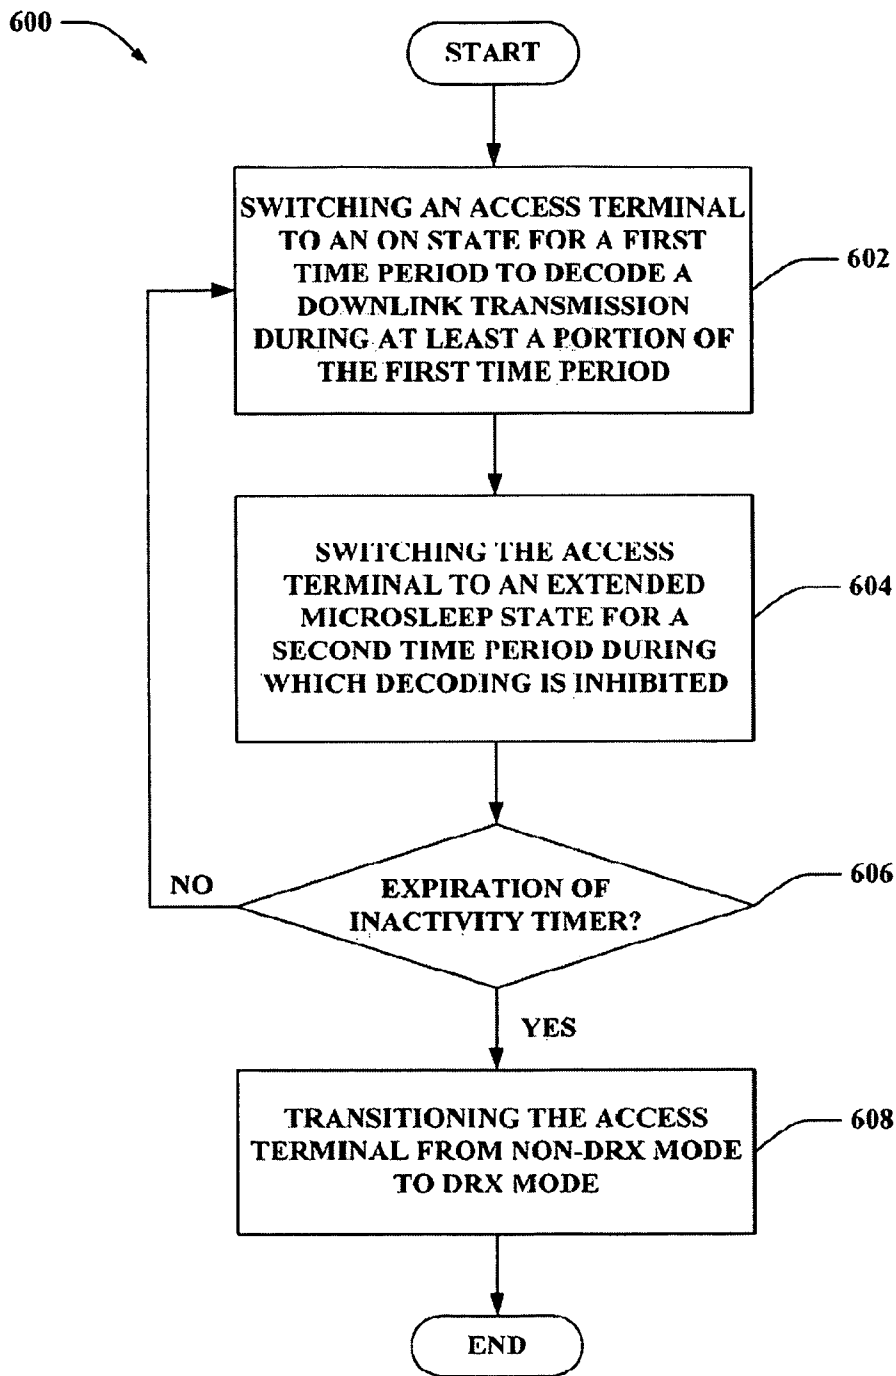 600
START
SWITCHING AN ACCESS TERMINAL
TO AN ON STATE FOR A FIRST
TIME PERIOD TO DECODE A
DOWNLINK TRANSMISSION
DURING AT LEAST A PORTION OF
THE FIRST TIME PERIOD
602
SWITCHING THE ACCESS
TERMINAL TO AN EXTENDED
MICROSLEEP STATE FOR A
SECOND TIME PERIOD DURING
WHICH DECODING IS INHIBITED
604
EXPIRATION OF
INACTIVITY TIMER?
606
NO
YES
TRANSITIONING THE ACCESS
TERMINAL FROM NON-DRX MODE
TO DRX MODE
608
END